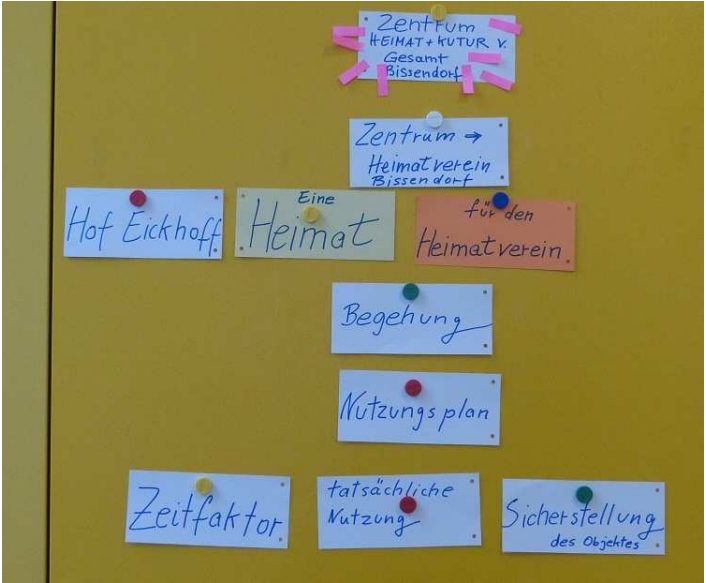 Zentrum
HEIMAT + KUTUR V.
Gesamt
Bissendorf
Zentrum →
Heimatverein
Bissendorf
Hof Eickhoff
Eine
Heimat
für den
Heimatverein
Begehung
Nutzungsplan
Zeitfaktor
tatsächliche
Nutzung
Sicherstellung
des Objektes